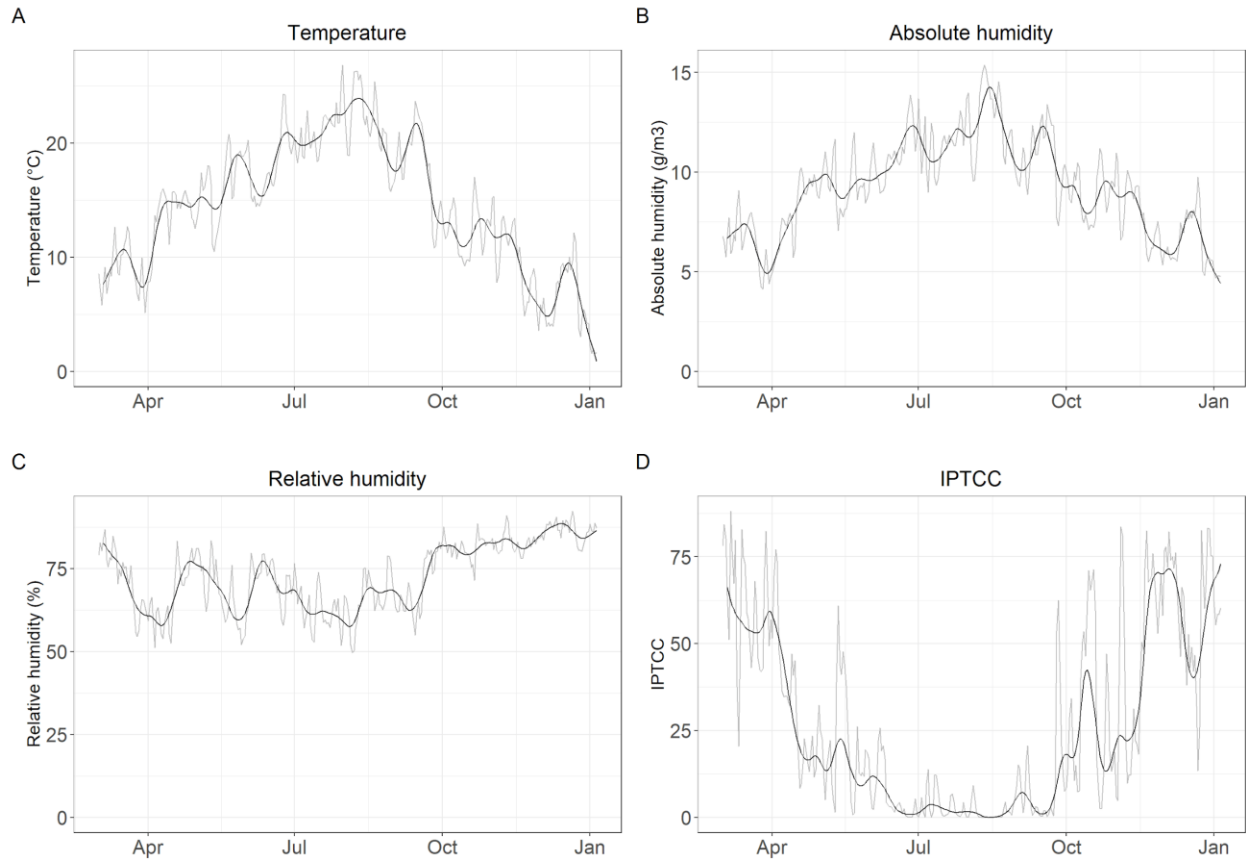 A
Temperature
Temperature (°C)
20
10
0
Apr
Jul
Oct
Jan
B
Absolute humidity
Absolute humidity (g/m3)
15
10
5
0
Apr
Jul
Oct
Jan
C
Relative humidity
Relative humidity (%)
75
50
25
0
Apr
Jul
Oct
Jan
D
IPTCC
IPTCC
75
50
25
0
Apr
Jul
Oct
Jan